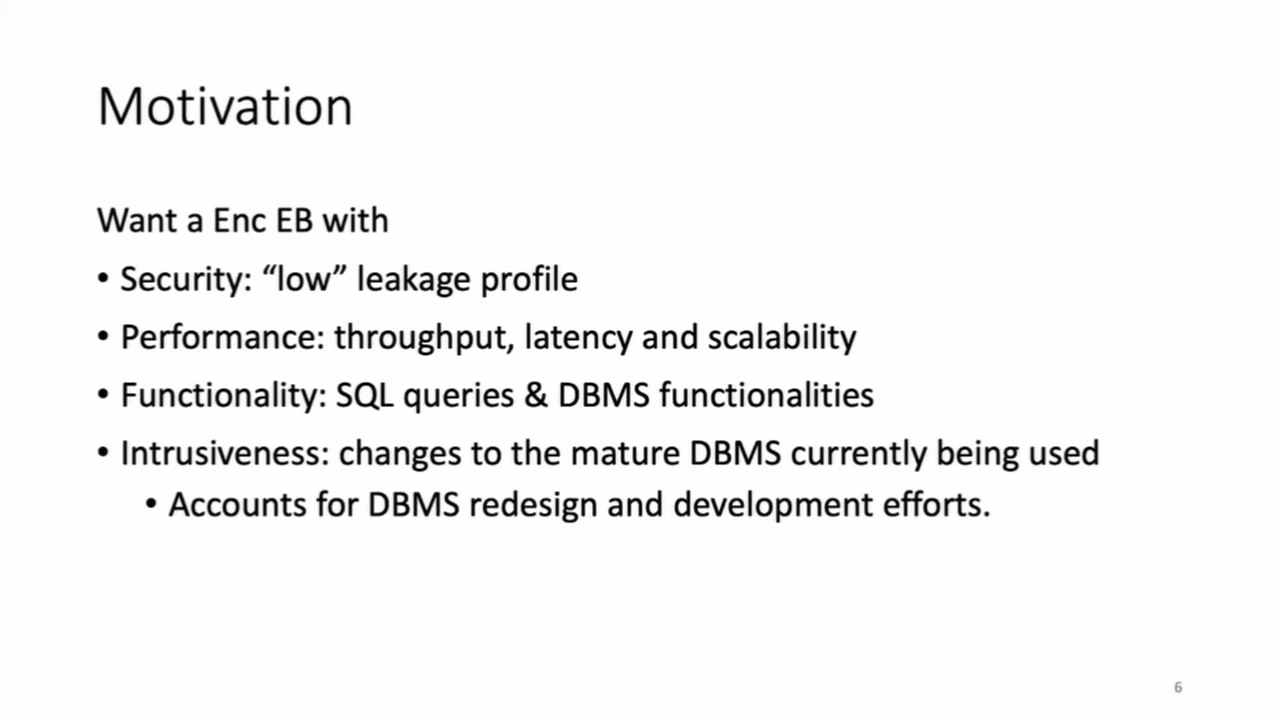 Motivation
Want a Enc EB with
• Security: “low” leakage profile
• Performance: throughput, latency and scalability
• Functionality: SQL queries & DBMS functionalities
• Intrusiveness: changes to the mature DBMS currently being used
• Accounts for DBMS redesign and development efforts.
6